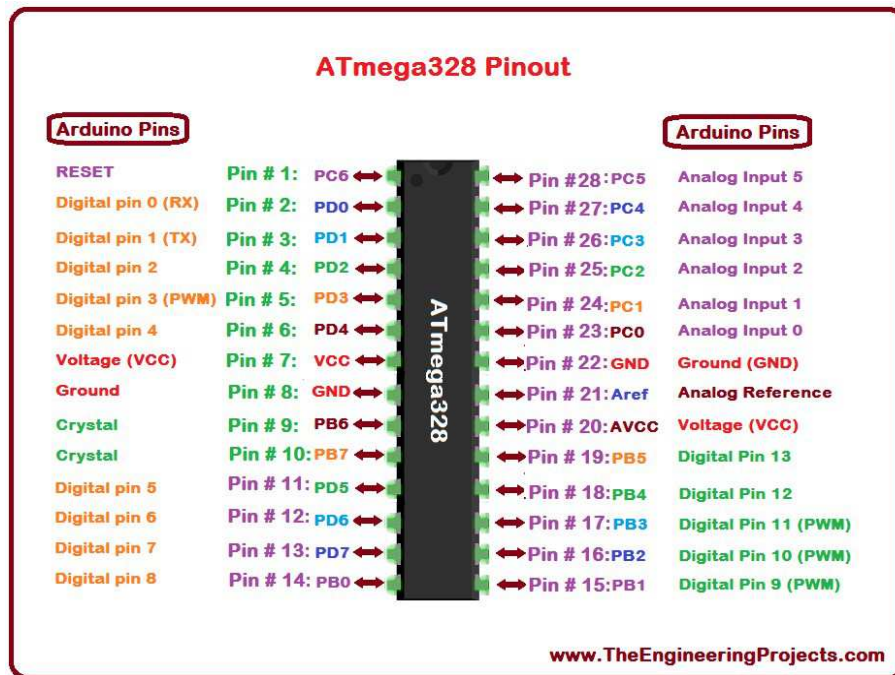 ATmega328 Pinout
Arduino Pins
Arduino Pins
RESET Pin # 1: PC6 Pin #28:PC5 Analog Input 5
Digital pin 0 (RX) Pin # 2: PD0 Pin #27:PC4 Analog Input 4
Digital pin 1 (TX) Pin # 3: PD1 Pin #26:PC3 Analog Input 3
Digital pin 2 Pin # 4: PD2 Pin #25:PC2 Analog Input 2
Digital pin 3 (PWM) Pin # 5: PD3 Pin #24:PC1 Analog Input 1
Digital pin 4 Pin # 6: PD4 Pin #23:PC0 Analog Input 0
Voltage (VCC) Pin # 7: VCC Pin #22:GND Ground (GND)
Ground Pin # 8: GND Pin #21:Aref Analog Reference
Crystal Pin # 9: PB6 Pin # 20:AVCC Voltage (VCC)
Crystal Pin # 10:PB7 Pin # 19:PB5 Digital Pin 13
Digital pin 5 Pin # 11:PD5 Pin # 18:PB4 Digital Pin 12
Digital pin 6 Pin # 12:PD6 Pin # 17:PB3 Digital Pin 11 (PWM)
Digital pin 7 Pin # 13:PD7 Pin # 16:PB2 Digital Pin 10 (PWM)
Digital pin 8 Pin # 14:PB0 Pin # 15:PB1 Digital Pin 9 (PWM)
ATmega328
www.TheEngineeringProjects.com